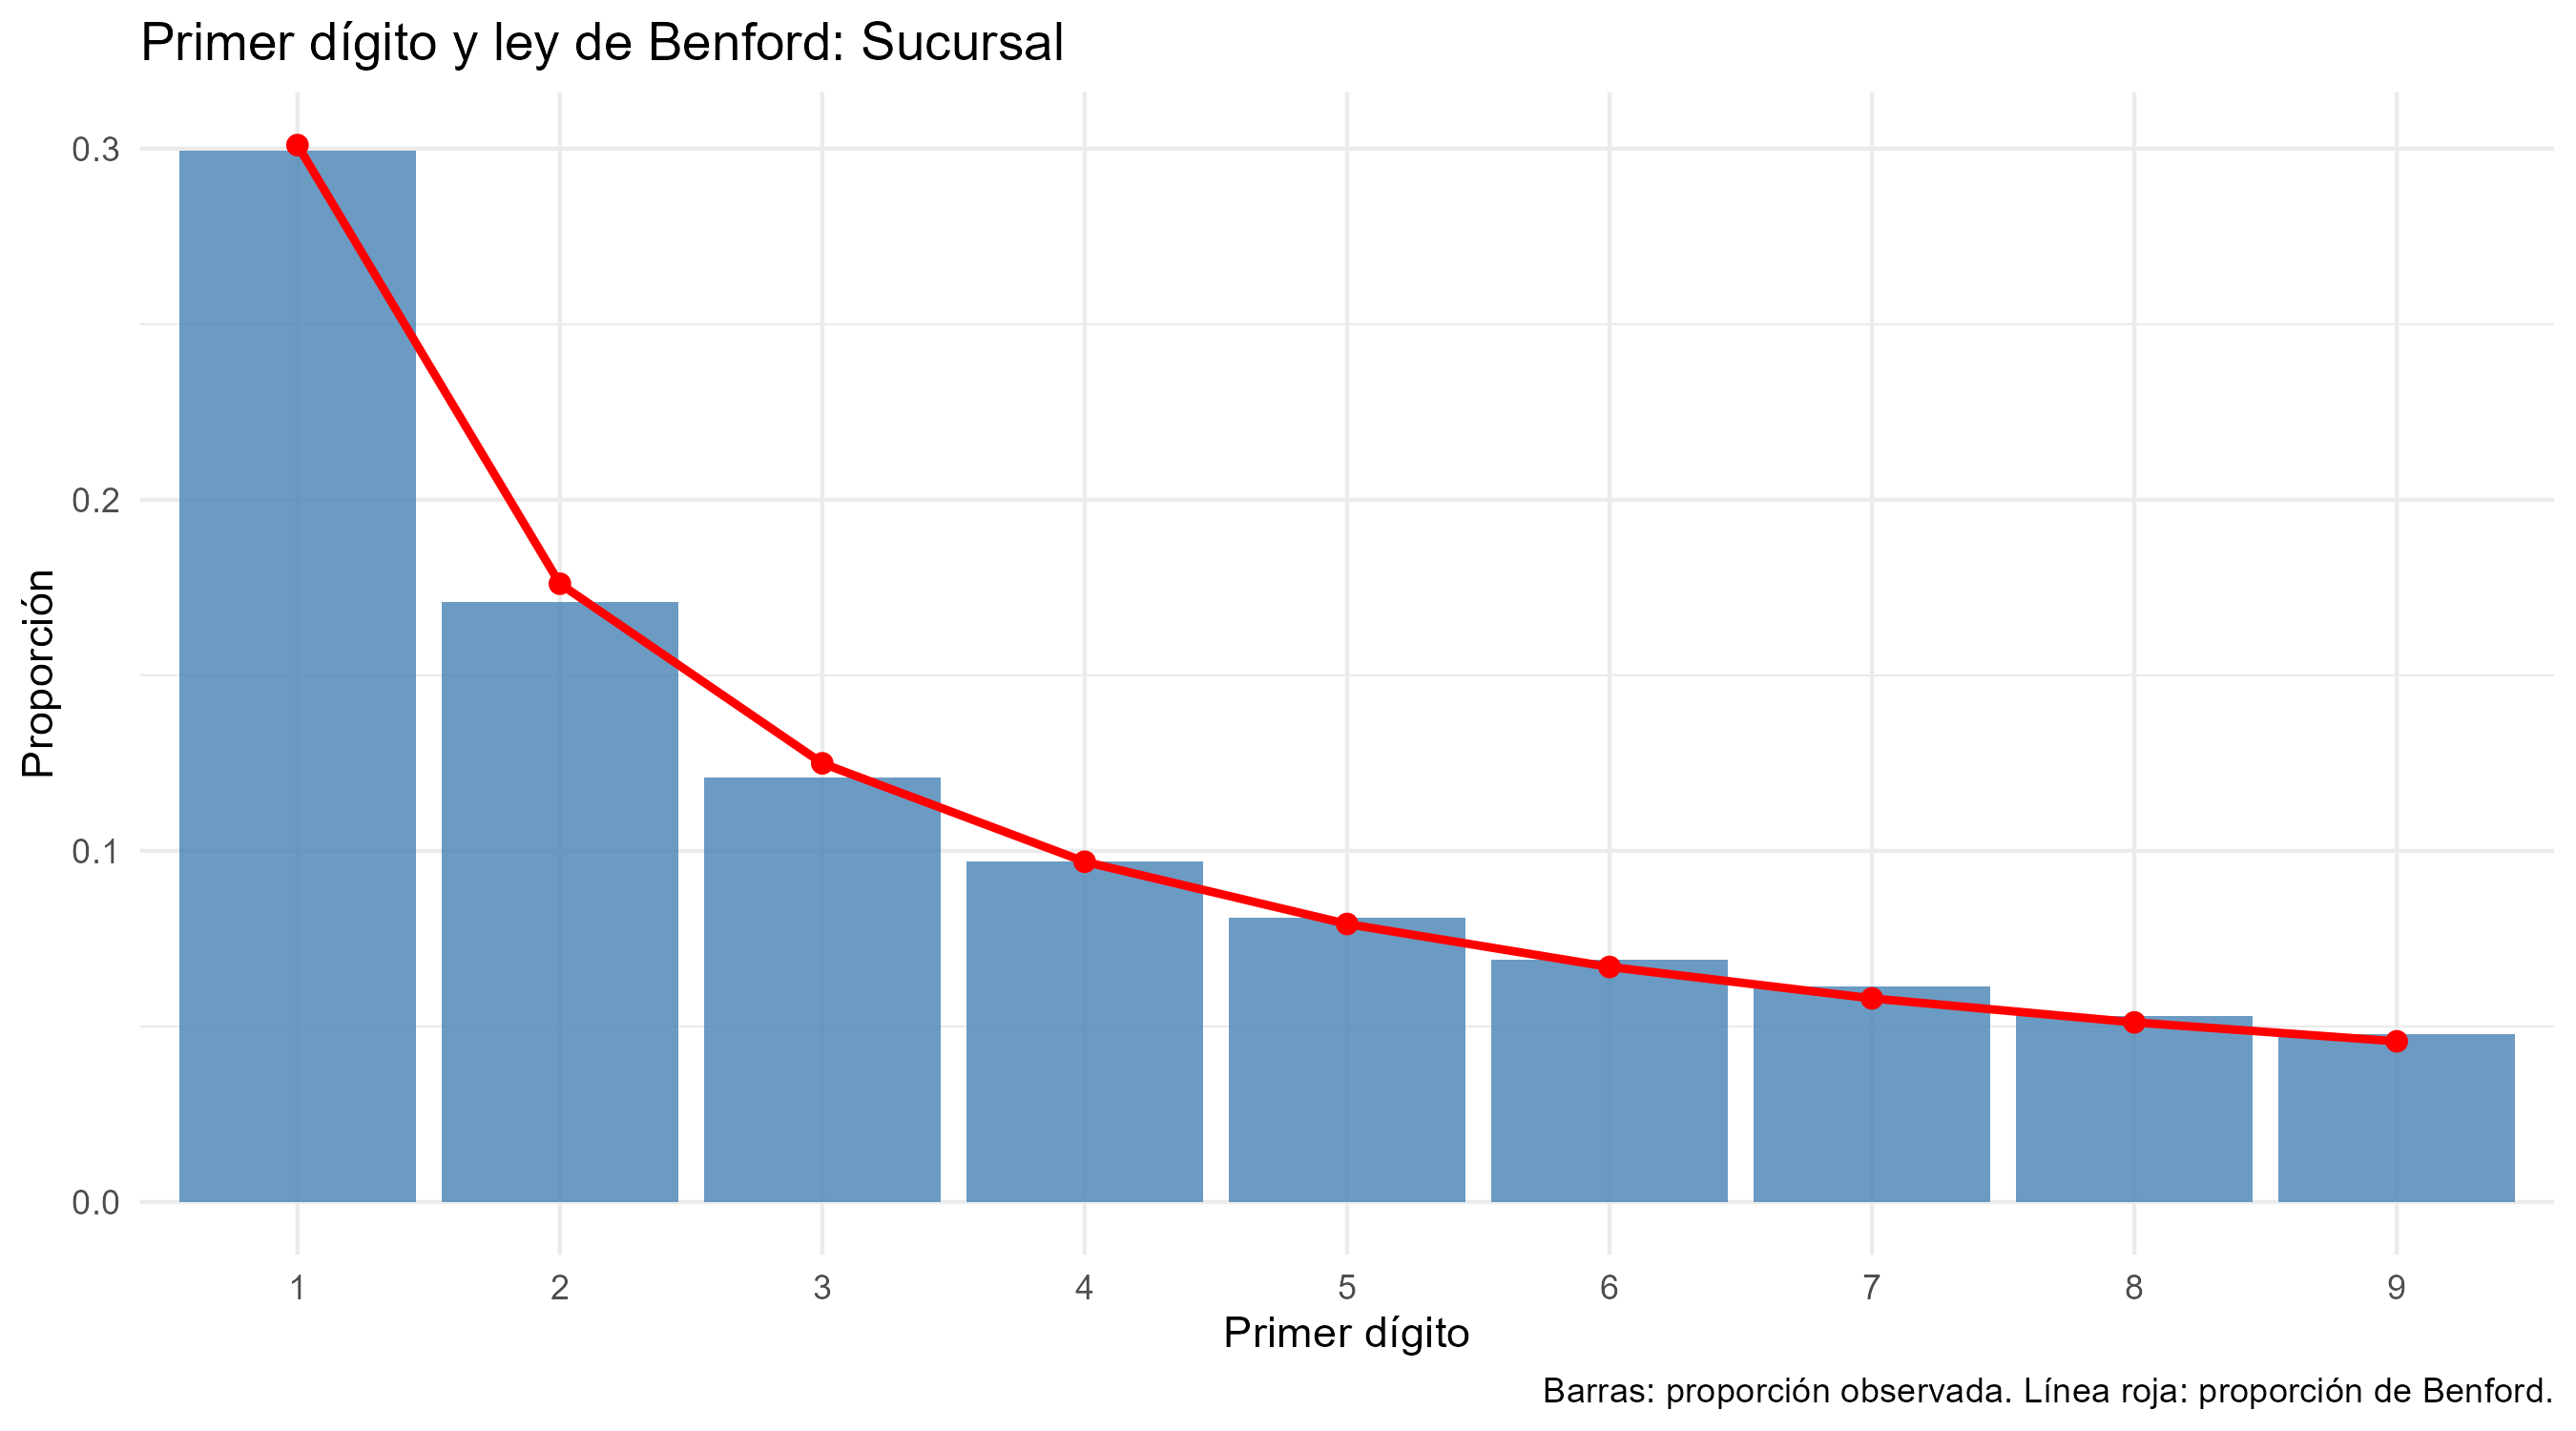 Primer dígito y ley de Benford: Sucursal
Proporción
0.3
0.2
0.1
0.0
1 2 3 4 5 6 7 8 9
Primer dígito
Barras: proporción observada. Línea roja: proporción de Benford.